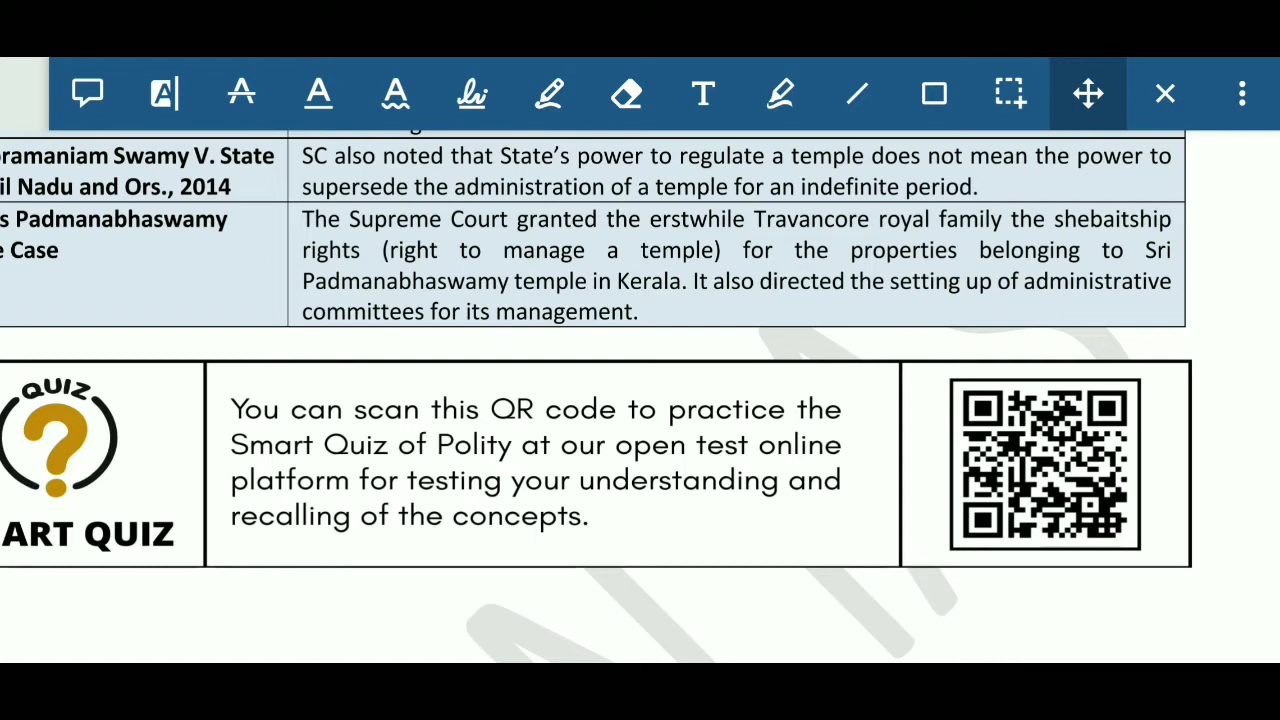 ramaniam Swamy V. State
il Nadu and Ors., 2014
SC also noted that State's power to regulate a temple does not mean the power to
supersede the administration of a temple for an indefinite period.
s Padmanabhaswamy
e Case
The Supreme Court granted the erstwhile Travancore royal family the shebaitship
rights (right to manage a temple) for the properties belonging to Sri
Padmanabhaswamy temple in Kerala. It also directed the setting up of administrative
committees for its management.
QUIZ
ART QUIZ
You can scan this QR code to practice the
Smart Quiz of Polity at our open test online
platform for testing your understanding and
recalling of the concepts.